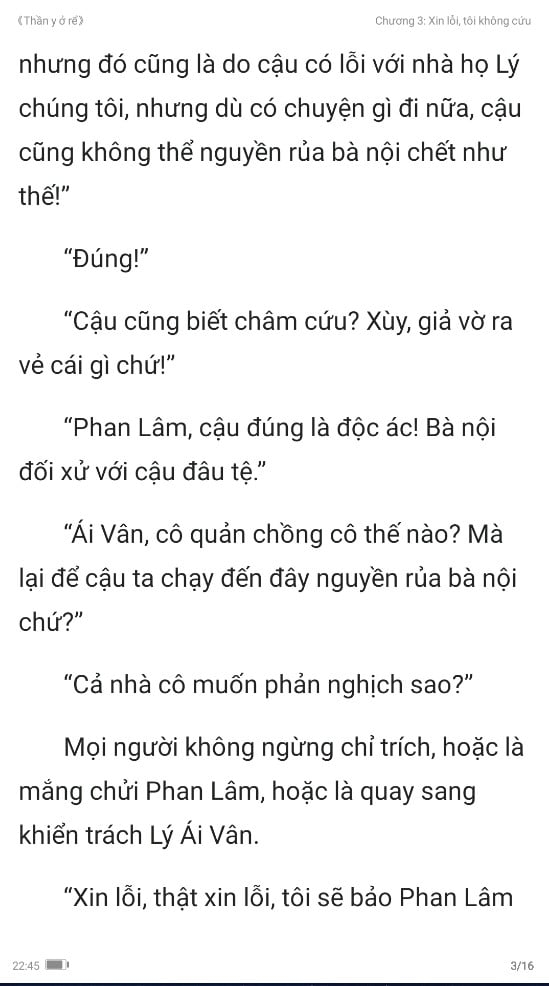 《Thần y ở rể》
Chương 3: Xin lỗi, tôi không cứu
nhưng đó cũng là do cậu có lỗi với nhà họ Lý
chúng tôi, nhưng dù có chuyện gì đi nữa, cậu
cũng không thể nguyền rủa bà nội chết như
thế!”
“Đúng!”
“Cậu cũng biết châm cứu? Xùy, giả vờ ra
vẻ cái gì chứ!”
“Phan Lâm, cậu đúng là độc ác! Bà nội
đối xử với cậu đâu tệ.”
“Ái Vân, cô quản chồng cô thế nào? Mà
lại để cậu ta chạy đến đây nguyền rủa bà nội
chứ?”
“Cả nhà cô muốn phản nghịch sao?”
Mọi người không ngừng chỉ trích, hoặc là
mắng chửi Phan Lâm, hoặc là quay sang
khiển trách Lý Ái Vân.
“Xin lỗi, thật xin lỗi, tôi sẽ bảo Phan Lâm
22:45
3/16